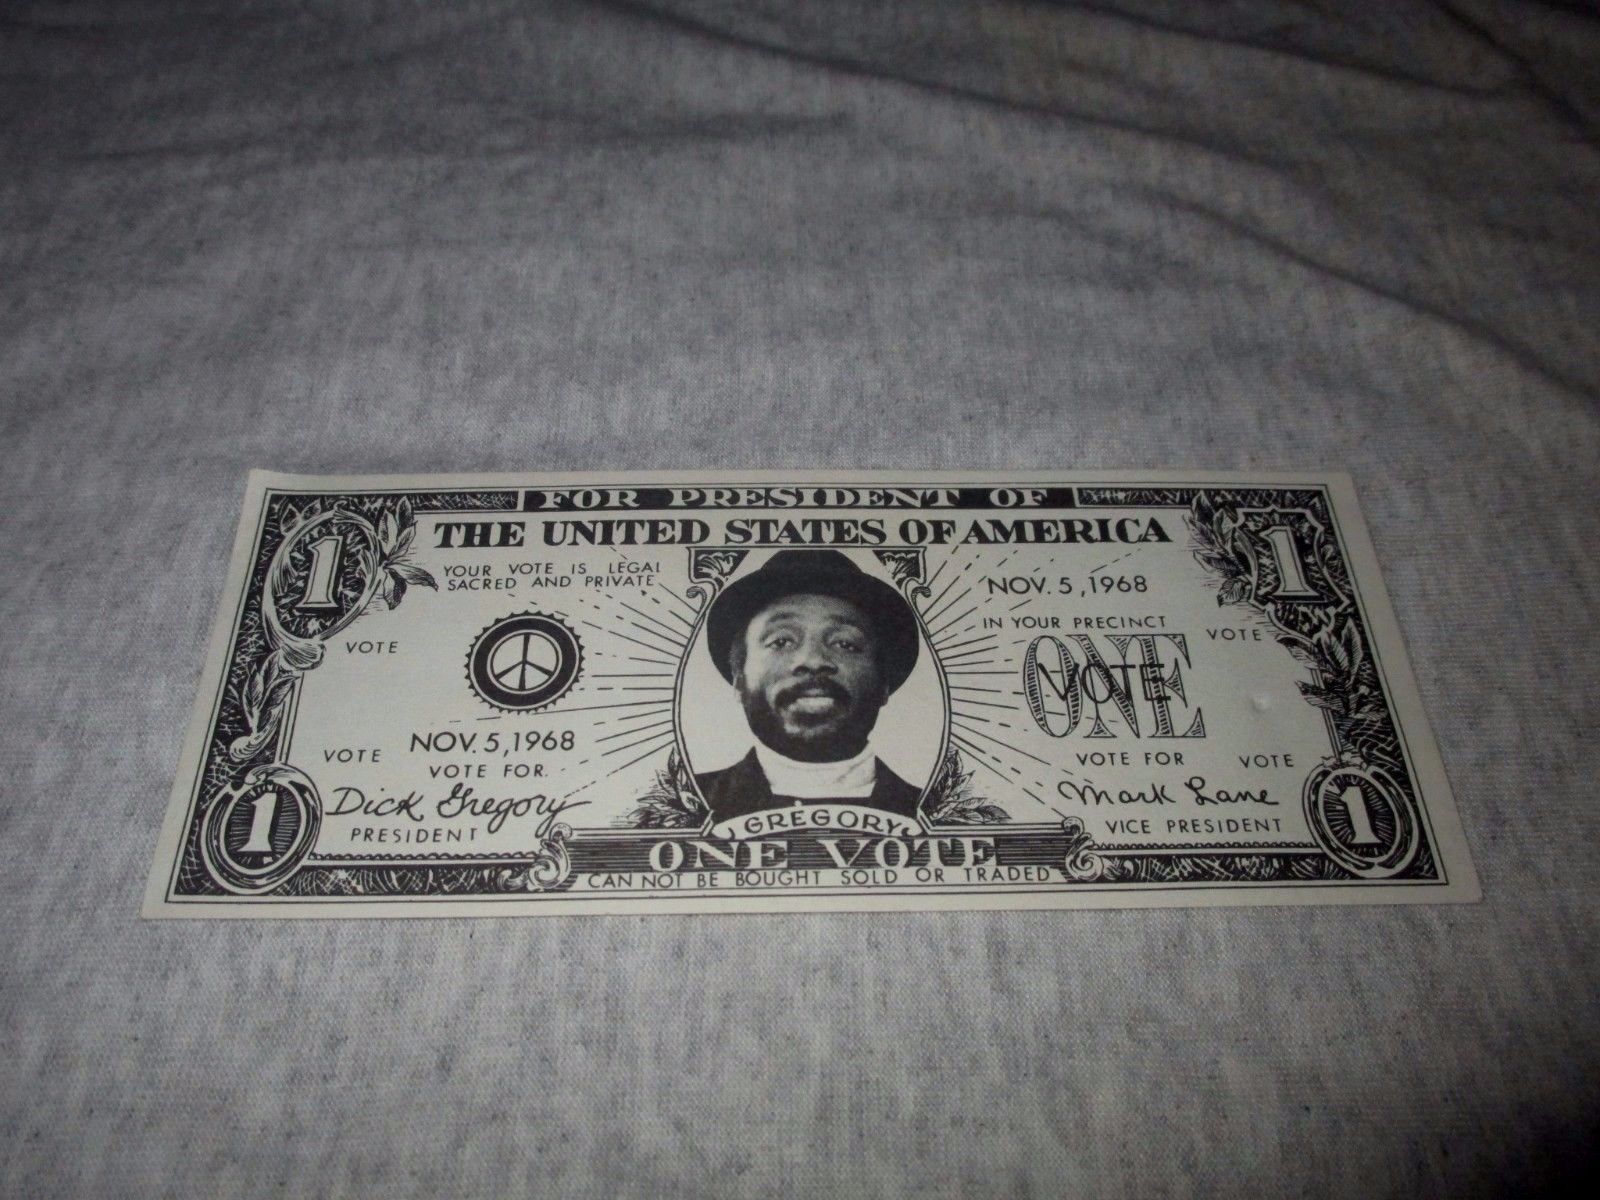 FOR PRESIDENT OF
THE UNITED STATES OF AMERICA
1
1
YOUR VOTE IS LEGAL
SACRED AND PRIVATE
NOV. 5, 1968
IN YOUR PRECINCT
VOTE
ONE
VOTE
VOTE
NOV. 5, 1968
VOTE FOR
VOTE
VOTE FOR
VOTE
Dick Gregory
PRESIDENT
Mark Lane
VICE PRESIDENT
1
1
GREGORY
ONE VOTE
CAN NOT BE BOUGHT SOLD OR TRADED